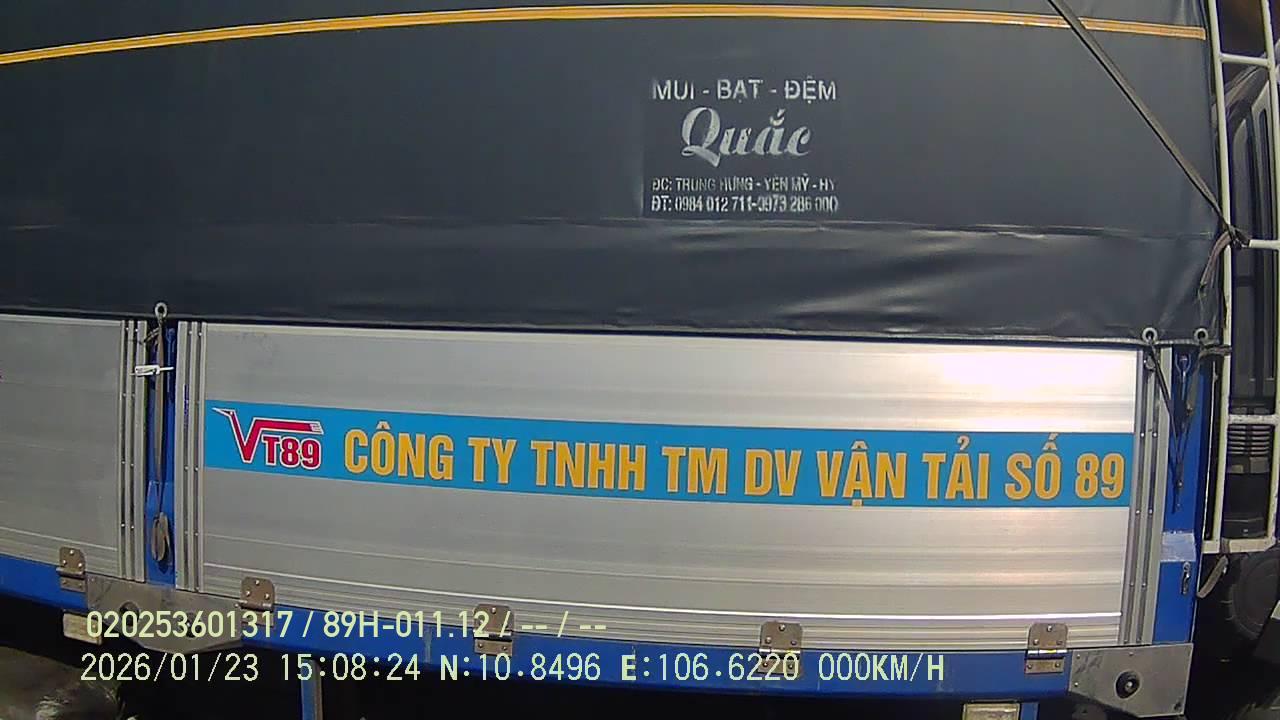 MUI - BẠT - ĐỆM
Quắc
ĐC: TRUNG HƯNG - YÊN MỸ - HY
ĐT: 0984 012 711-0973 286 000
VT89 CÔNG TY TNHH TM DV VẬN TẢI SỐ 89
020253601317 / 89H-011.12 / -- / --
2026/01/23 15:08:24 N:10.8496 E:106.6220 000KM/H